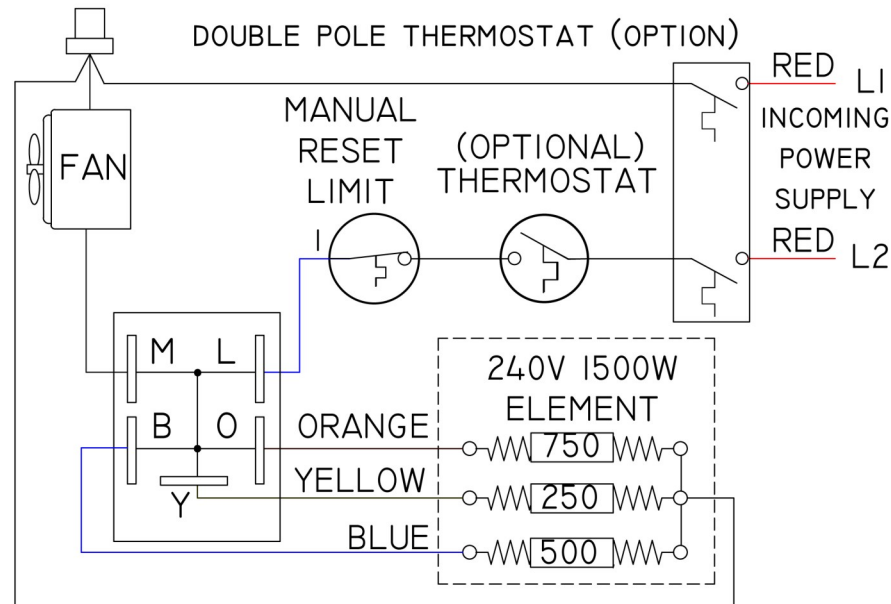 DOUBLE POLE THERMOSTAT (OPTION)
RED L1
INCOMING
POWER
SUPPLY
RED L2
MANUAL
RESET
LIMIT
1
(OPTIONAL)
THERMOSTAT
FAN
M L
B O
Y
240V 1500W
ELEMENT
ORANGE 750
YELLOW 250
BLUE 500